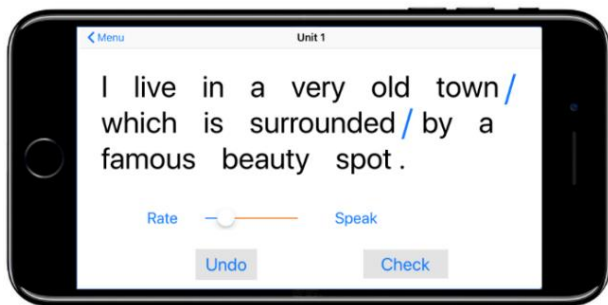 Menu
Unit 1
I live in a very old town/
which is surrounded/ by a
famous beauty spot.
Rate
Speak
Undo
Check